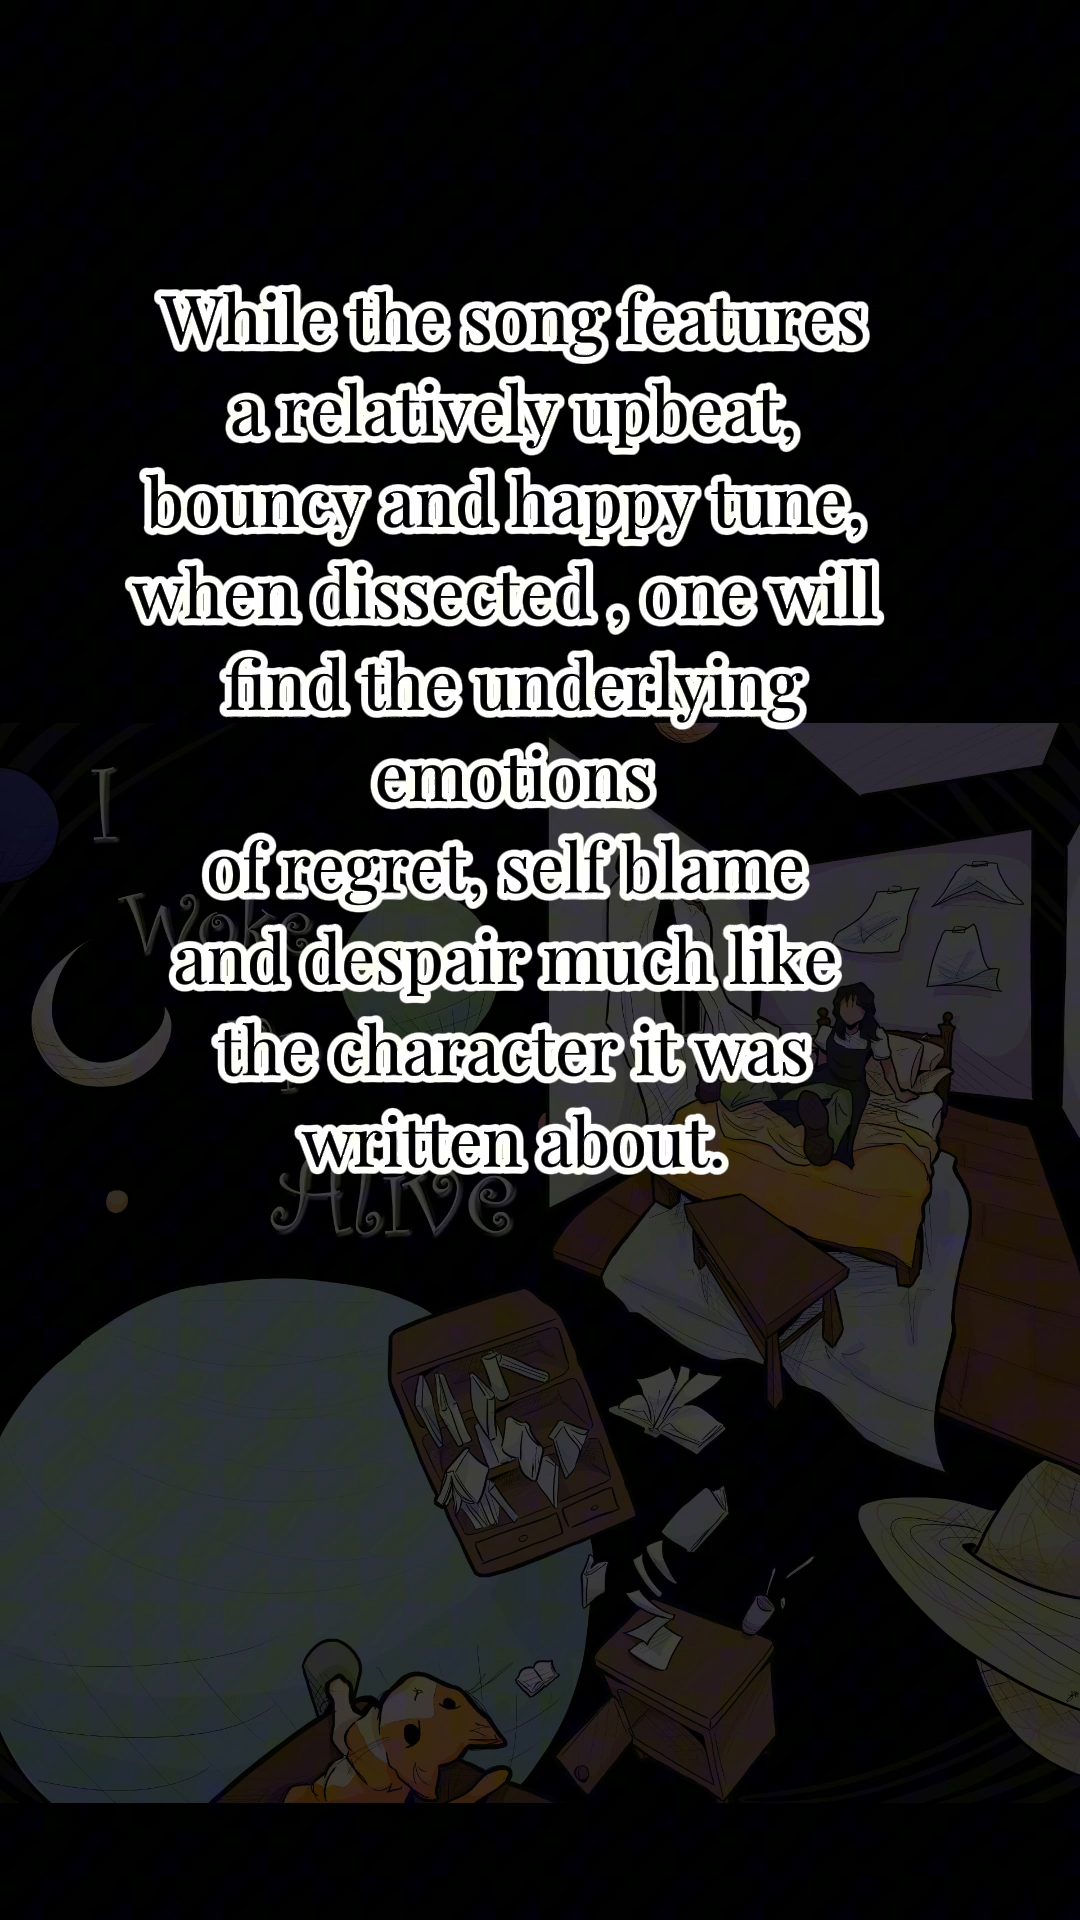 While the song features
a relatively upbeat,
bouncy and happy tune,
when dissected , one will
find the underlying
emotions
of regret, self blame
and despair much like
the character it was
written about.
I
Woke
Alive